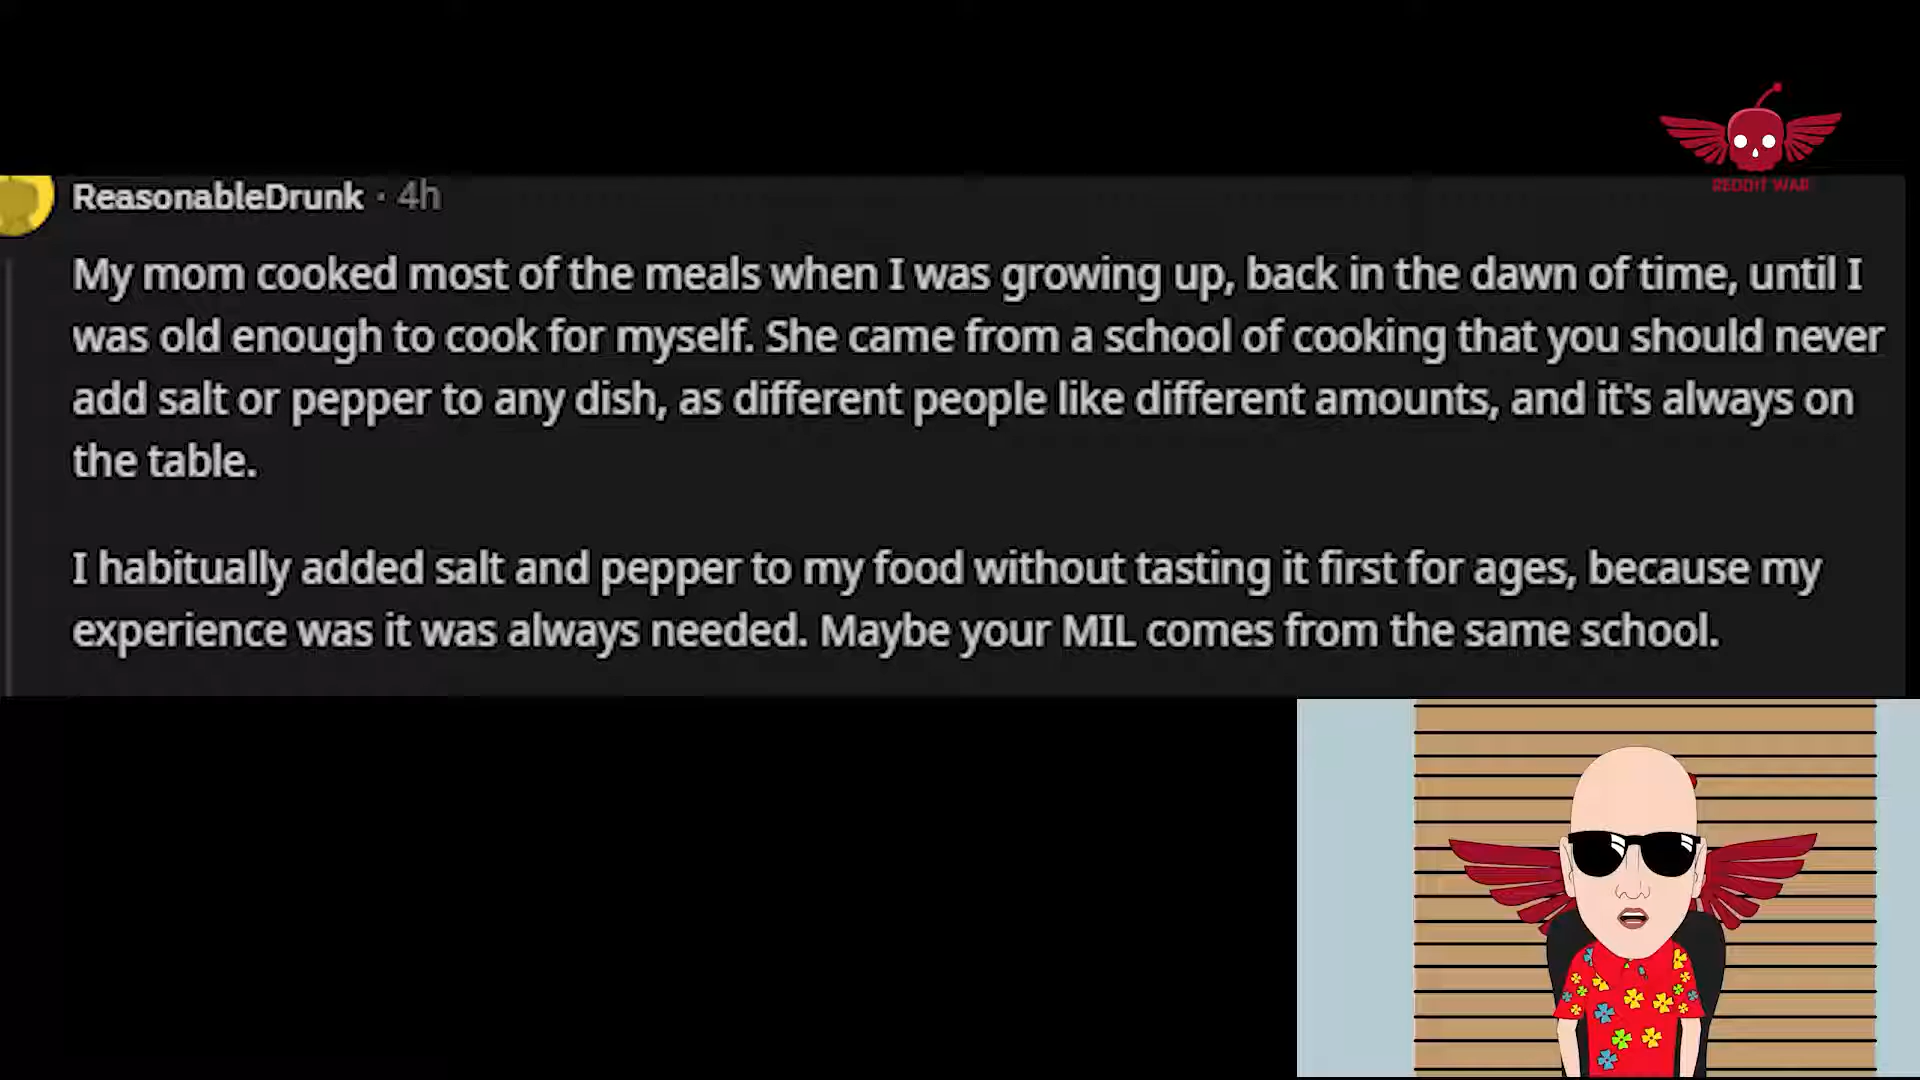 REDDIT WAR
ReasonableDrunk · 4h
My mom cooked most of the meals when I was growing up, back in the dawn of time, until I
was old enough to cook for myself. She came from a school of cooking that you should never
add salt or pepper to any dish, as different people like different amounts, and it's always on
the table.
I habitually added salt and pepper to my food without tasting it first for ages, because my
experience was it was always needed. Maybe your MIL comes from the same school.